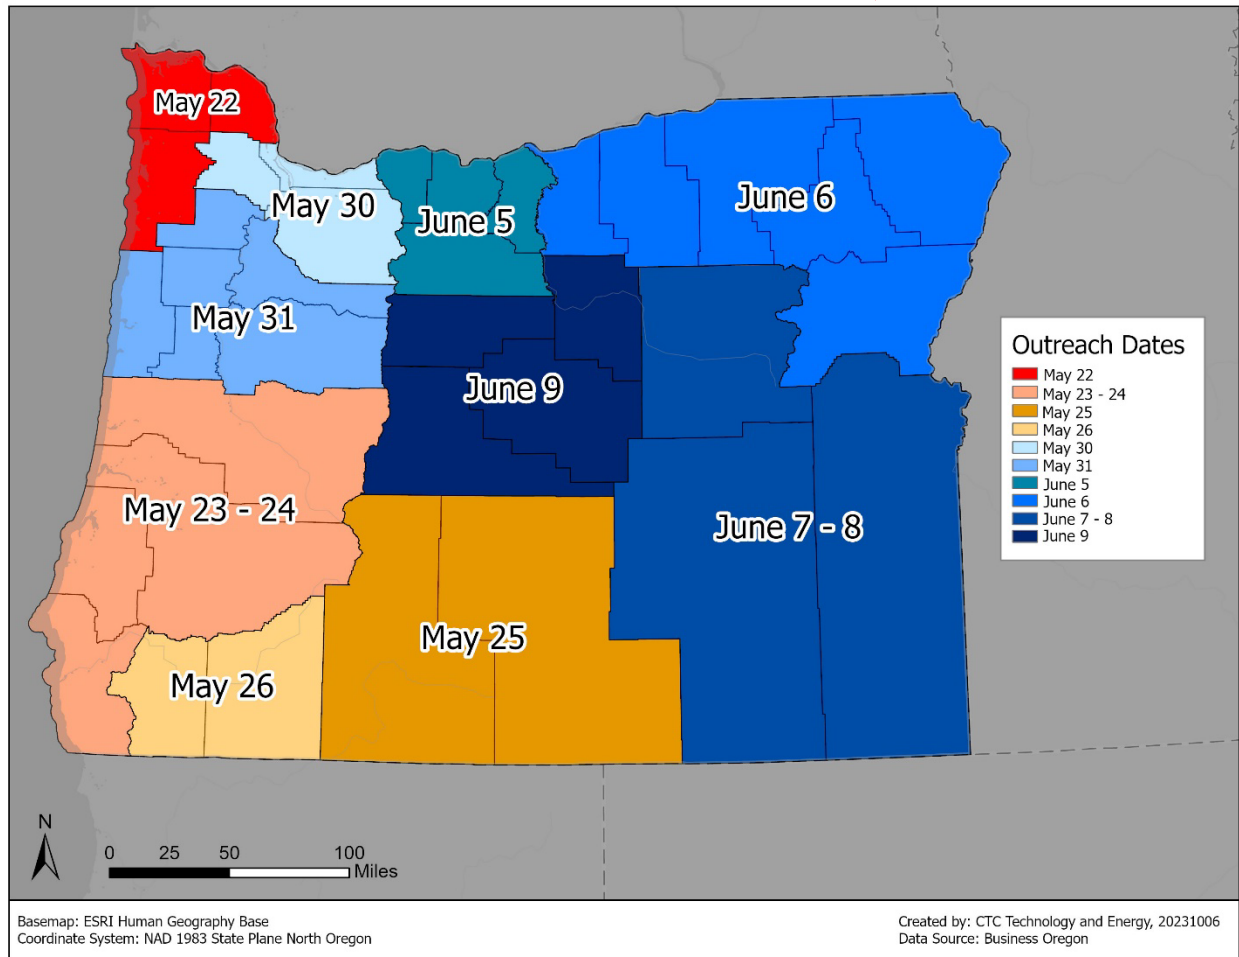 May 22
May 30
June 5
June 6
May 31
June 9
May 23 - 24
June 7 - 8
May 25
May 26
Outreach Dates
May 22
May 23 - 24
May 25
May 26
May 30
May 31
June 5
June 6
June 7 - 8
June 9
N
0 25 50 100
Miles
Basemap: ESRI Human Geography Base
Coordinate System: NAD 1983 State Plane North Oregon
Created by: CTC Technology and Energy, 20231006
Data Source: Business Oregon